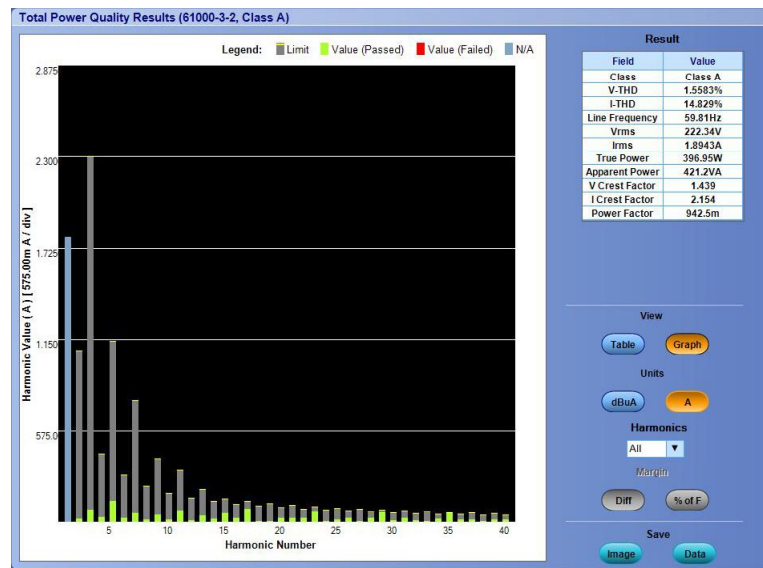 Total Power Quality Results (61000-3-2, Class A)
Legend: Limit Value (Passed) Value (Failed) N/A
2.875
2.300
1.725
1.150
575.0
Harmonic Value ( A ) [ 575.00m A / div ]
5 10 15 20 25 30 35 40
Harmonic Number
Result
Field Value
Class Class A
V-THD 1.5583%
I-THD 14.829%
Line Frequency 59.81Hz
Vrms 222.34V
Irms 1.8943A
True Power 396.95W
Apparent Power 421.2VA
V Crest Factor 1.439
I Crest Factor 2.154
Power Factor 942.5m
View
Table Graph
Units
dBuA A
Harmonics
All
Margin
Diff % of F
Save
Image Data